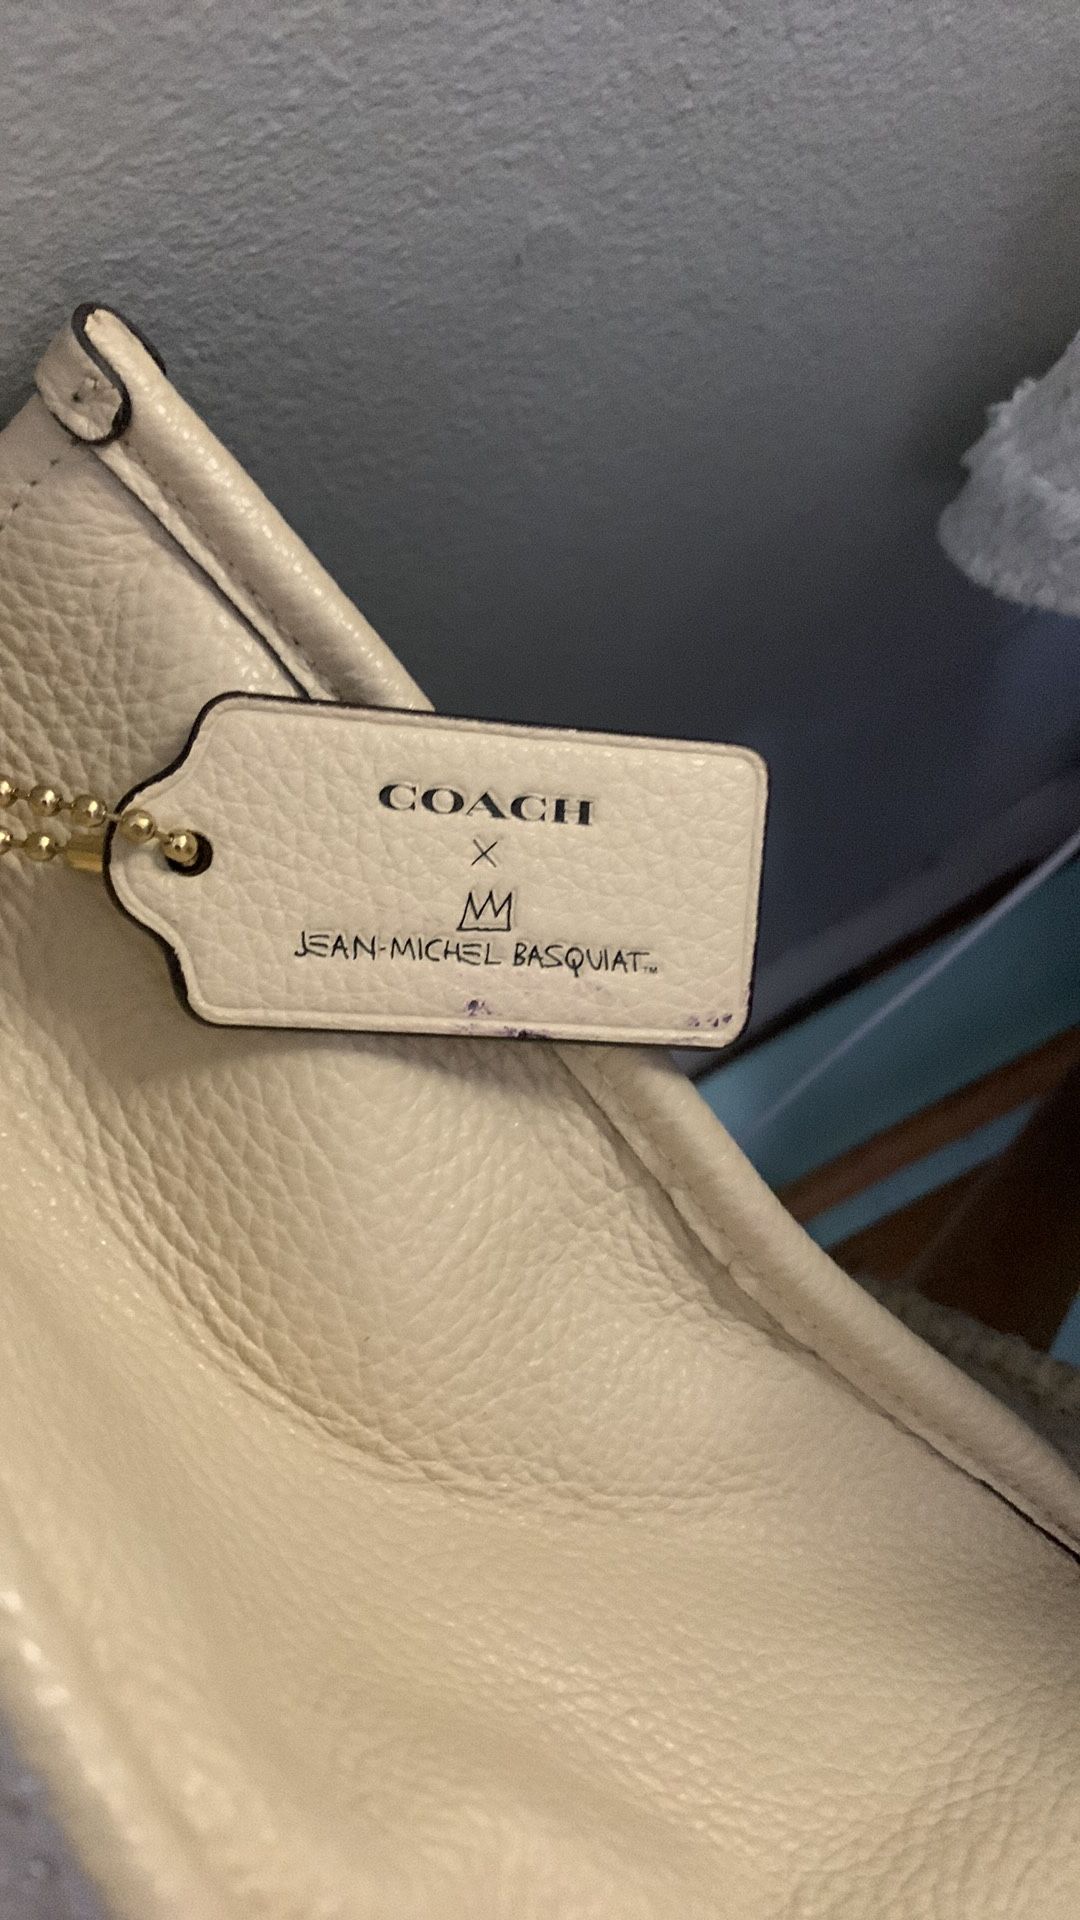 COACH
×
JEAN-MICHEL BASQUIAT™